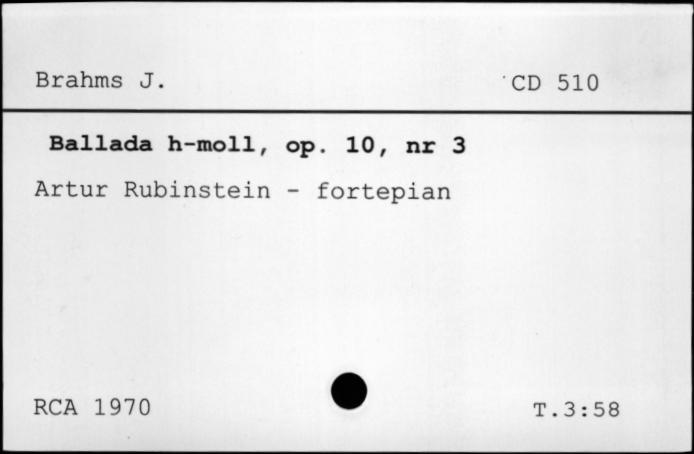 Brahms J. CD 510
Ballada h-moll, op. 10, nr 3
Artur Rubinstein - fortepian
RCA 1970 T.3:58